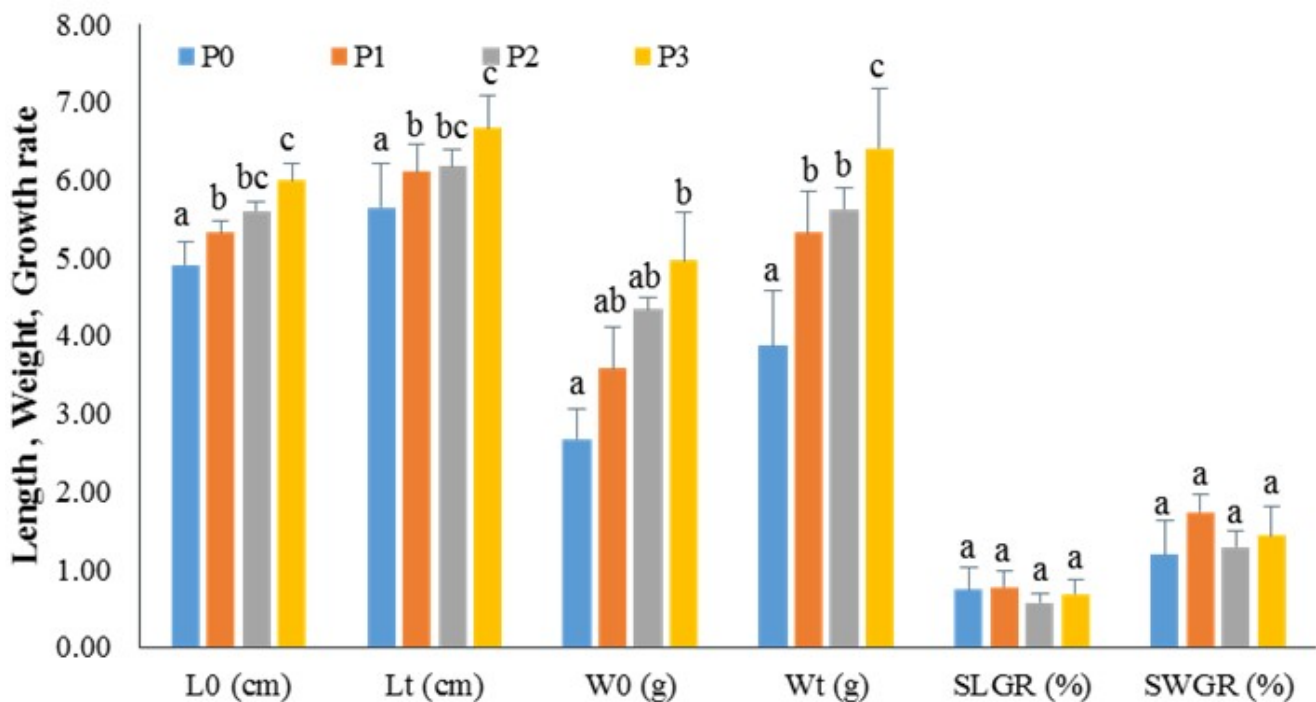 8.00
7.00
6.00
5.00
4.00
3.00
2.00
1.00
0.00
Length , Weight, Growth rate
P0 P1 P2 P3
a b bc c
a b bc c
a ab ab b
a b b c
a a a a
a a a a
L0 (cm) Lt (cm) W0 (g) Wt (g) SLGR (%) SWGR (%)